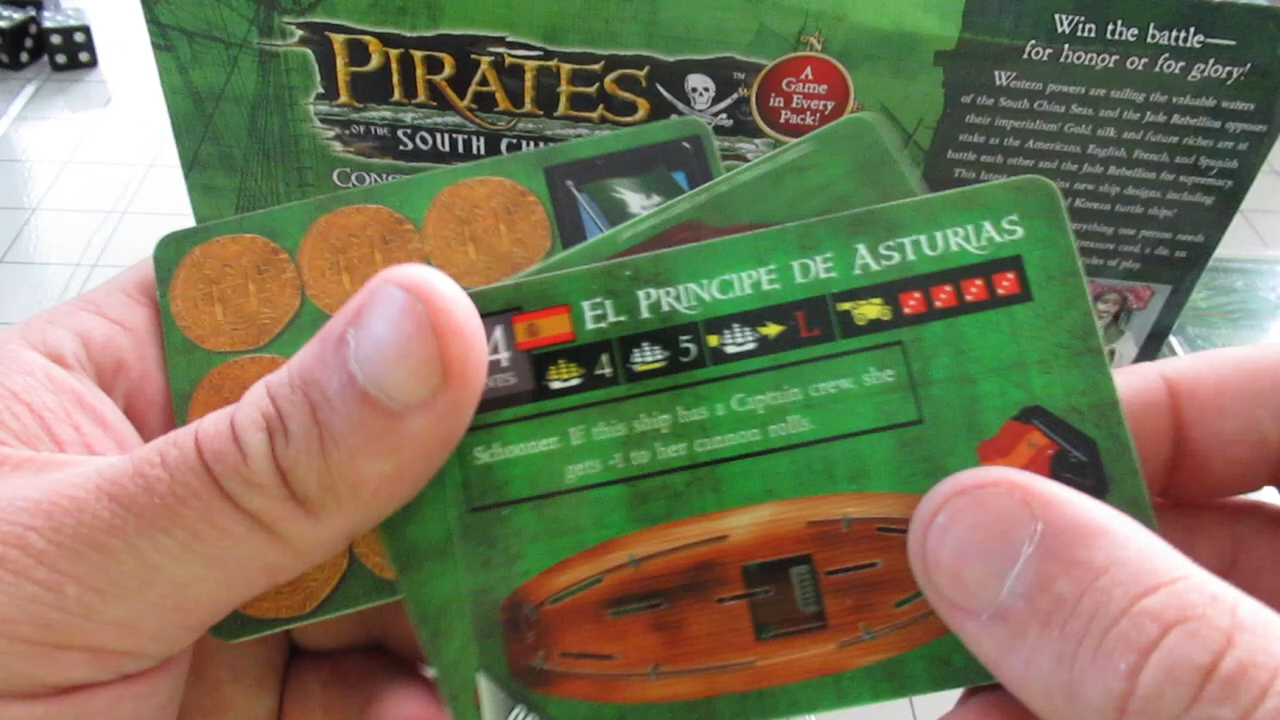 PIRATES
™
OF THE SOUTH
A
Game
in Every
Pack!
Win the battle—
for honor or for glory!
Western powers are sailing the valuable waters
of the South China Seas, and the Jade Rebellion opposes
their imperialism! Gold, silk, and future riches are at
stake as the Americans, English, French, and Spanish
battle each other and the Jade Rebellion for supremacy.
This new ship designs, including
Korean turtle ships!
one person needs
treasure card, a die, an
rules of play.
EL PRINCIPE DE ASTURIAS
4
4 5 L
Schooner. If this ship has a Captain crew, she
gets -1 to her cannon rolls.